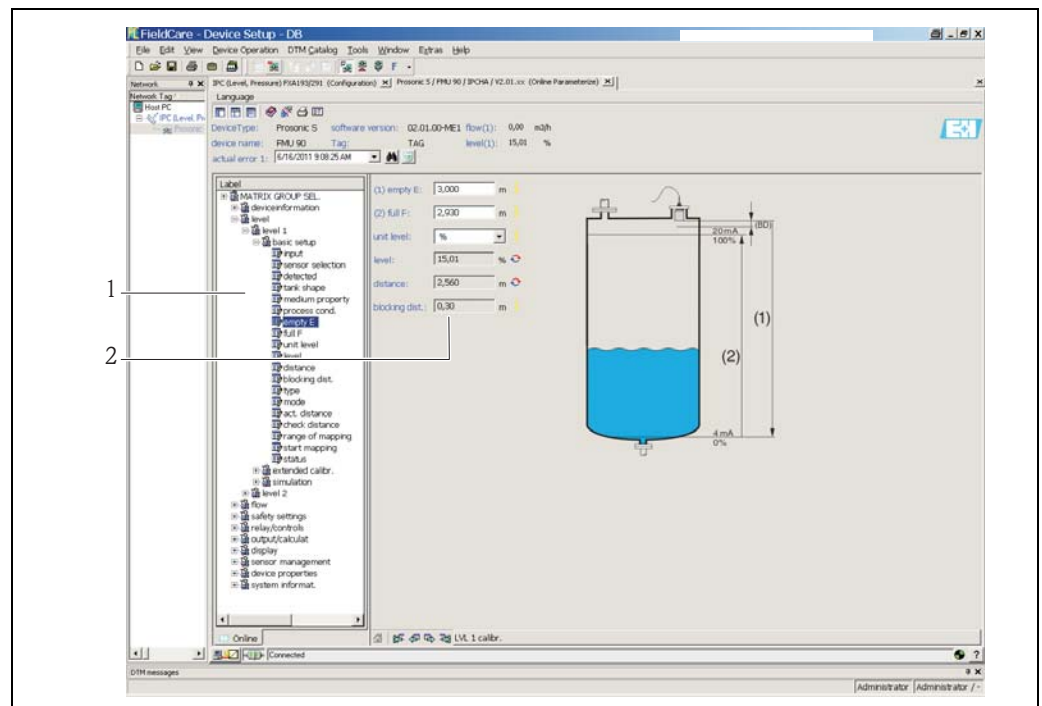 FieldCare - Device Setup - DB
File Edit View Device Operation DTM Catalog Tools Window Extras Help
Network
Network Tag
Host PC
IPC (Level, Pr
Prosonic
IPC (Level, Pressure) FXA193/291 (Configuration) Prosonic S / FMU 90 / IPCHA / V2.01.xx (Online Parameterize)
Language
DeviceType: Prosonic S software version: 02.01.00-ME1 flow(1): 0,00 m3/h
device name: FMU 90 Tag: TAG level(1): 15,01 %
actual error 1: 6/16/2011 9:08:25 AM
E+H
Label
MATRIX GROUP SEL.
deviceinformation
level
level 1
basic setup
input
sensor selection
detected
tank shape
medium property
process cond.
empty E
full F
unit level
level
distance
blocking dist.
type
mode
act. distance
check distance
range of mapping
start mapping
status
extended calibr.
simulation
level 2
flow
safety settings
relay/controls
output/calculat
display
sensor management
device properties
system informat.
(1) empty E: 3,000 m
(2) full F: 2,930 m
unit level: %
level: 15,01 %
distance: 2,560 m
blocking dist.: 0,30 m
1
2
(BD)
20mA
100%
(1)
(2)
4 mA
0%
Online
LVL 1 calibr.
Connected
DTM messages
Administrator Administrator / -